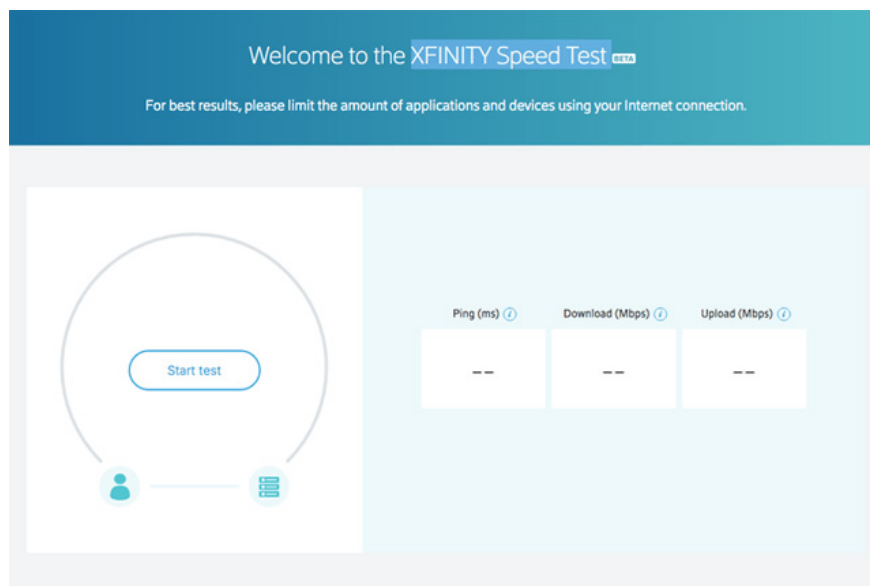 Welcome to the XFINITY Speed Test BETA
For best results, please limit the amount of applications and devices using your Internet connection.
Ping (ms) i Download (Mbps) i Upload (Mbps) i
Start test -- -- --